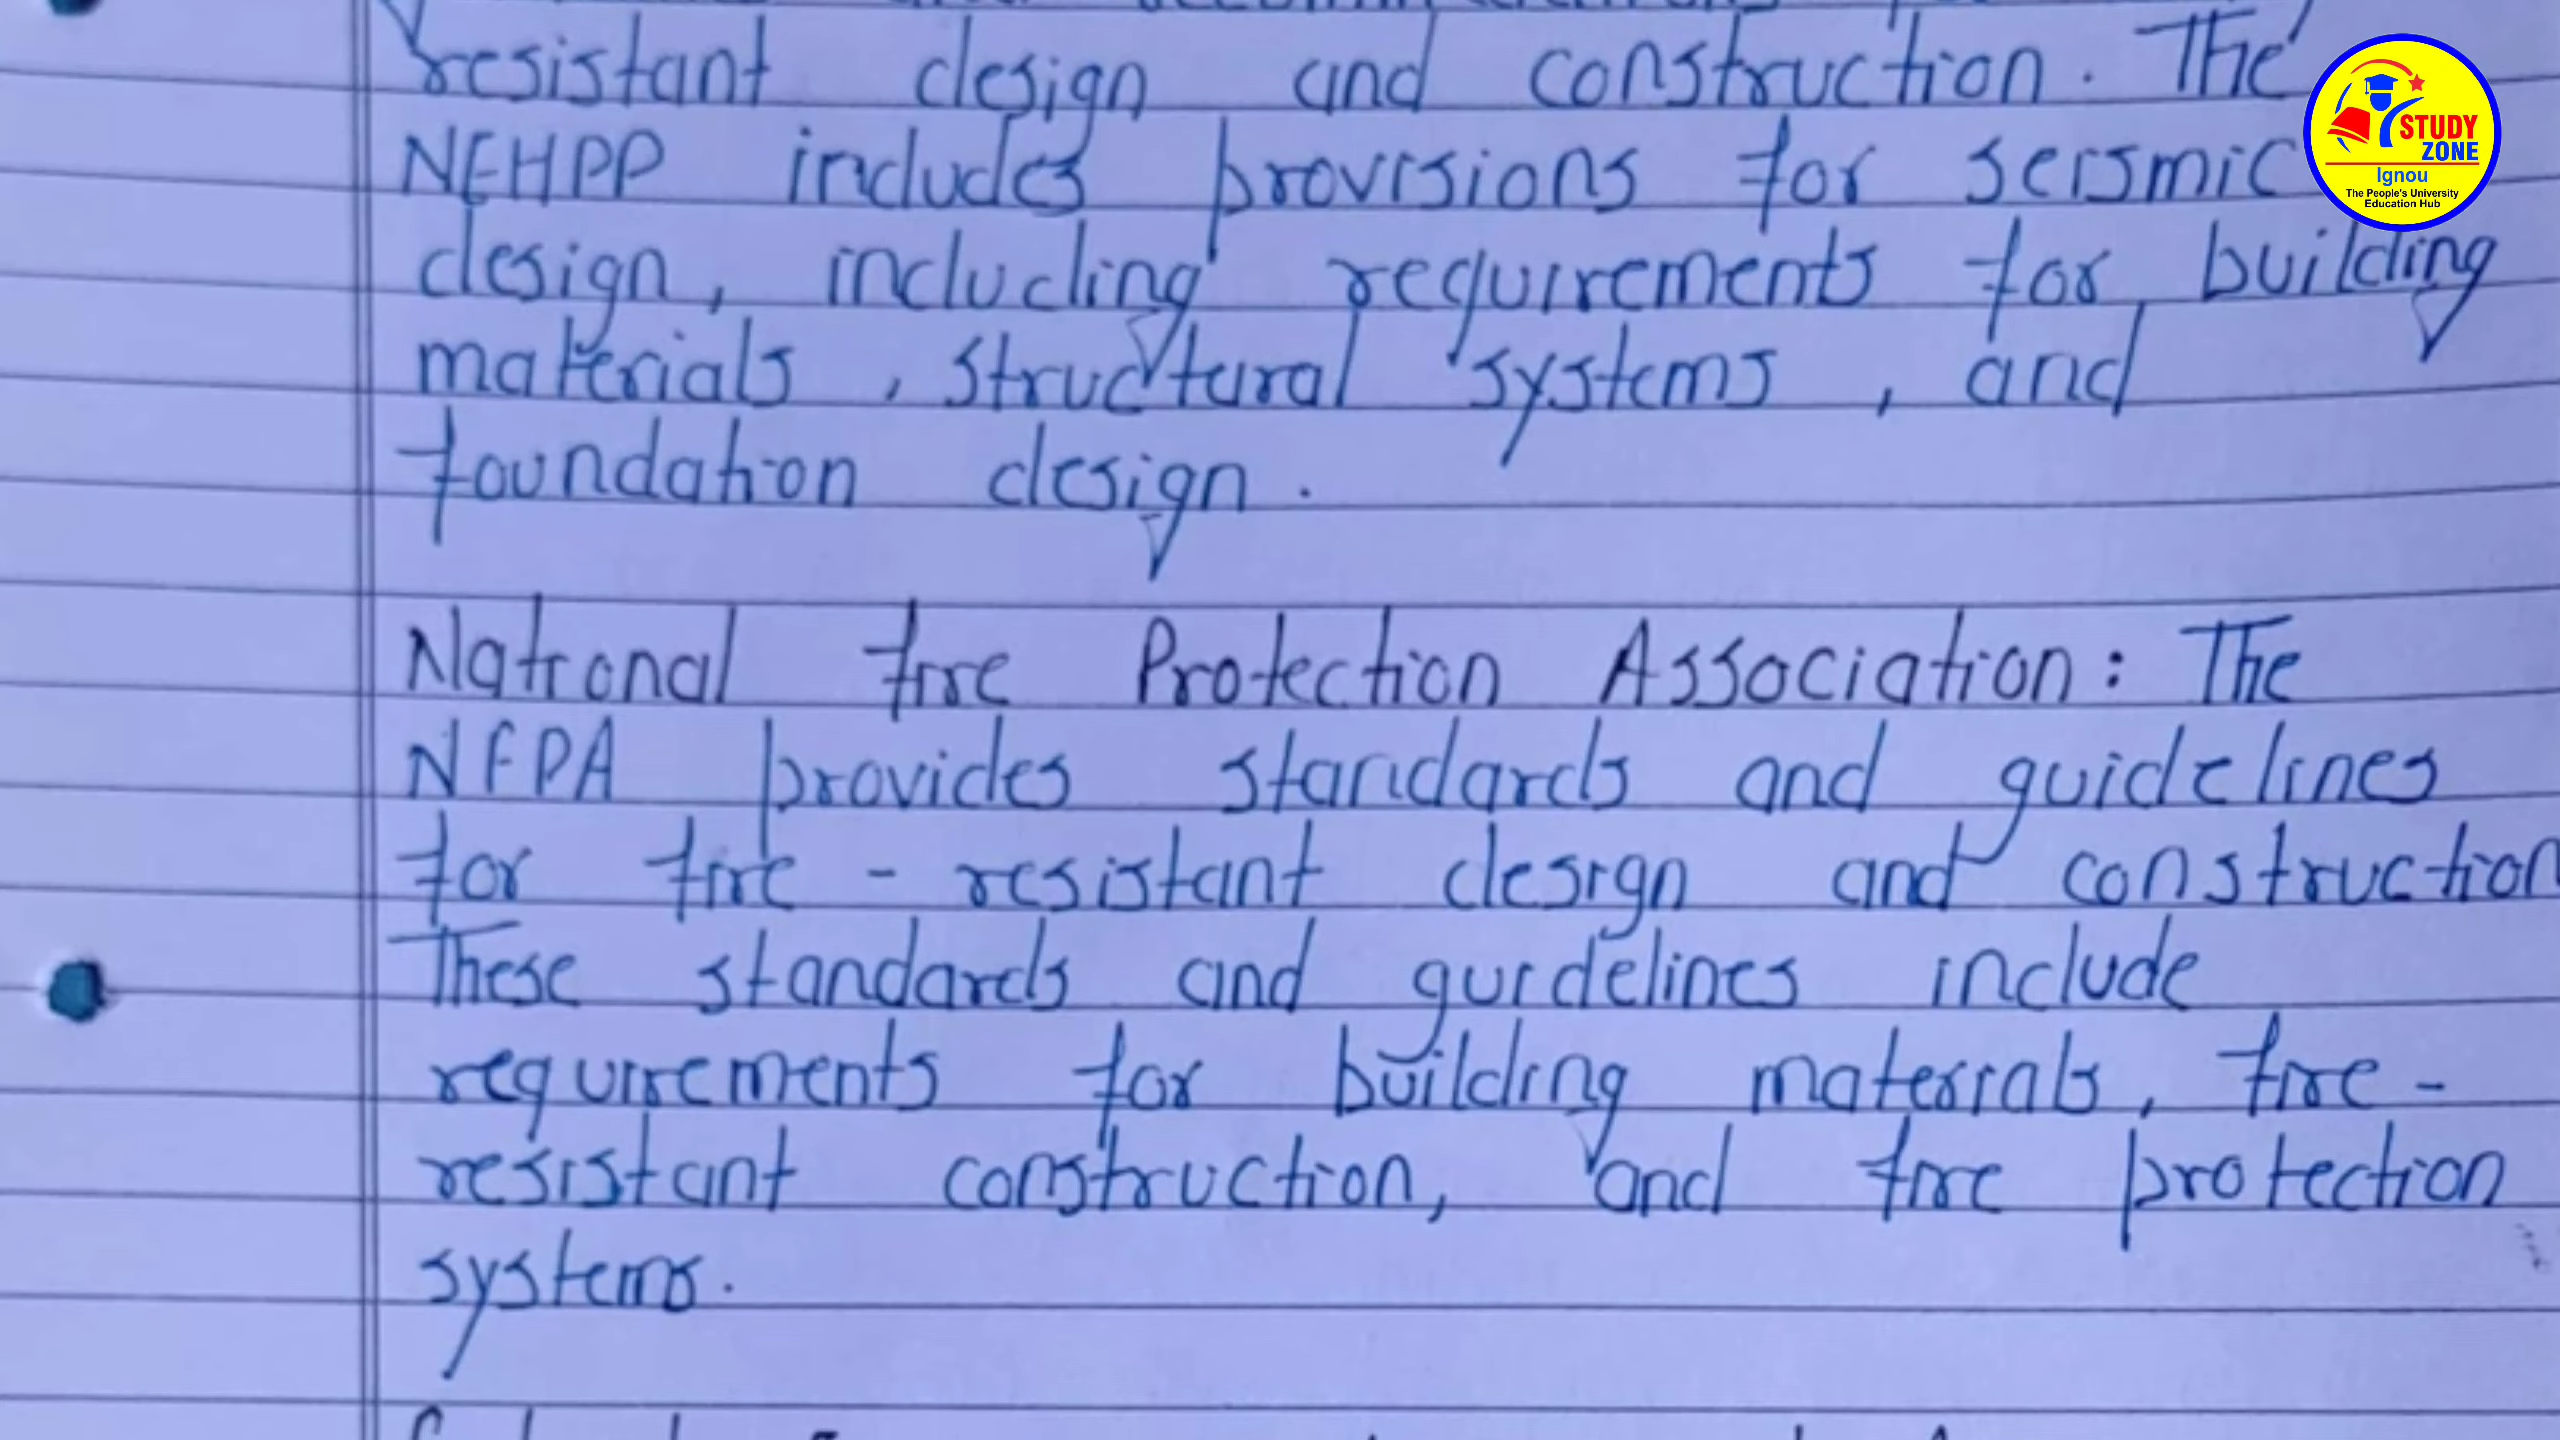 resistant design and construction. The
NEHPP includes provisions for seismic
design, including requirements for building
materials, structural systems, and
foundation design.
National Fire Protection Association: The
NFPA provides standards and guidelines
for fire - resistant design and construction
These standards and guidelines include
requirements for building materials, fire-
resistant construction, and fire protection
systems.
STUDY
ZONE
Ignou
The People's University
Education Hub